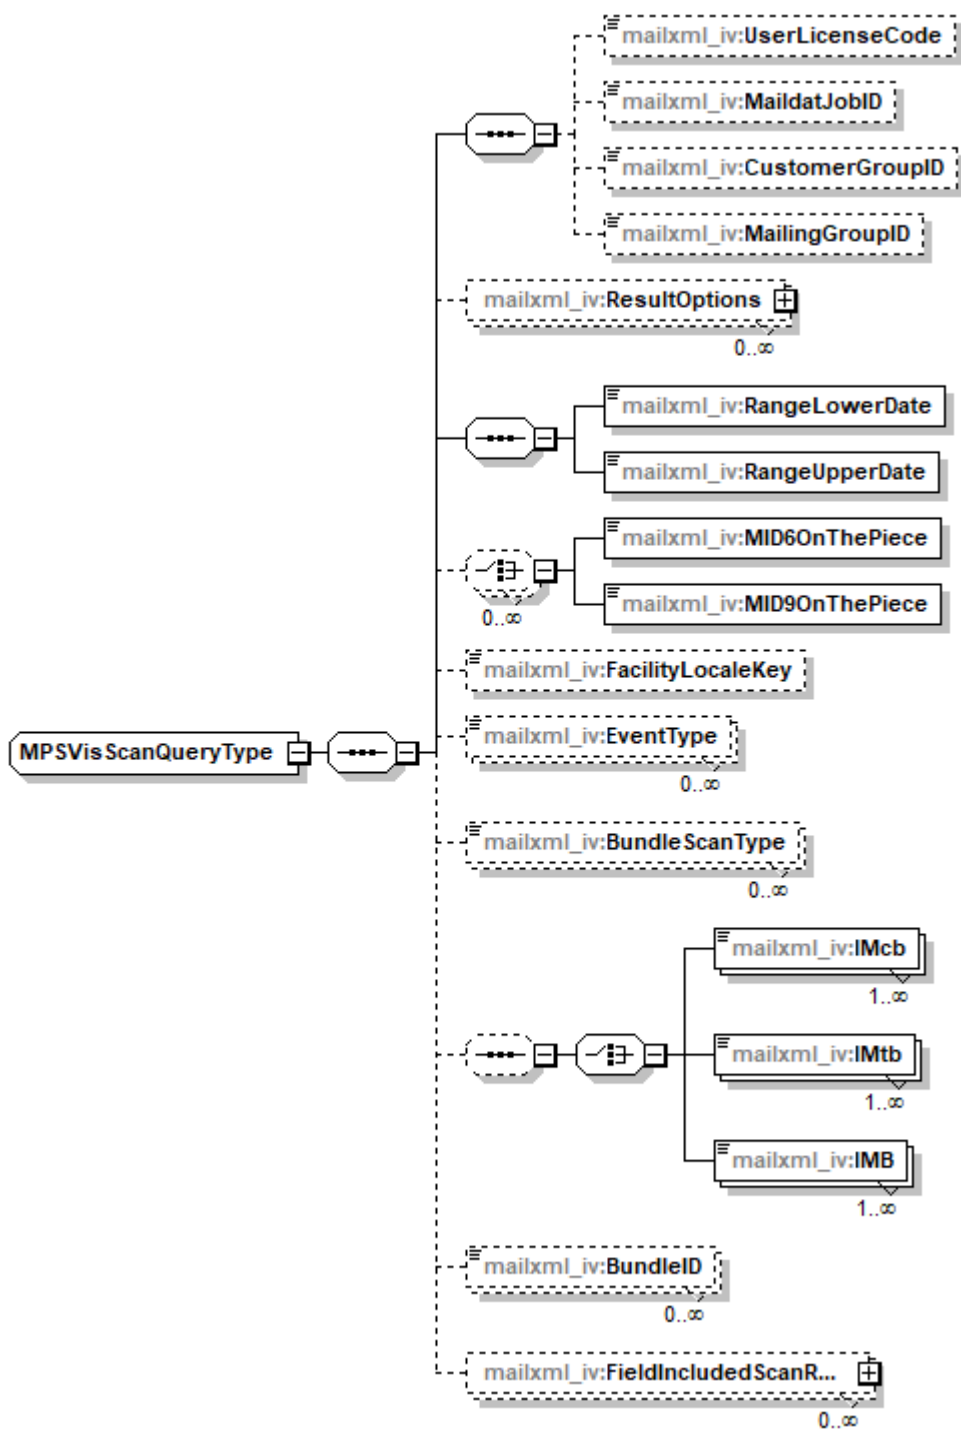 mailxml_iv:UserLicenseCode
mailxml_iv:MaildatJobID
mailxml_iv:CustomerGroupID
mailxml_iv:MailingGroupID
mailxml_iv:ResultOptions
0..∞
mailxml_iv:RangeLowerDate
mailxml_iv:RangeUpperDate
mailxml_iv:MID6OnThePiece
0..∞
mailxml_iv:MID9OnThePiece
mailxml_iv:FacilityLocaleKey
MPSVisScanQueryType
mailxml_iv:EventType
0..∞
mailxml_iv:BundleScanType
0..∞
mailxml_iv:IMcb
1..∞
mailxml_iv:IMtb
1..∞
mailxml_iv:IMB
1..∞
mailxml_iv:BundleID
0..∞
mailxml_iv:FieldIncludedScanR...
0..∞